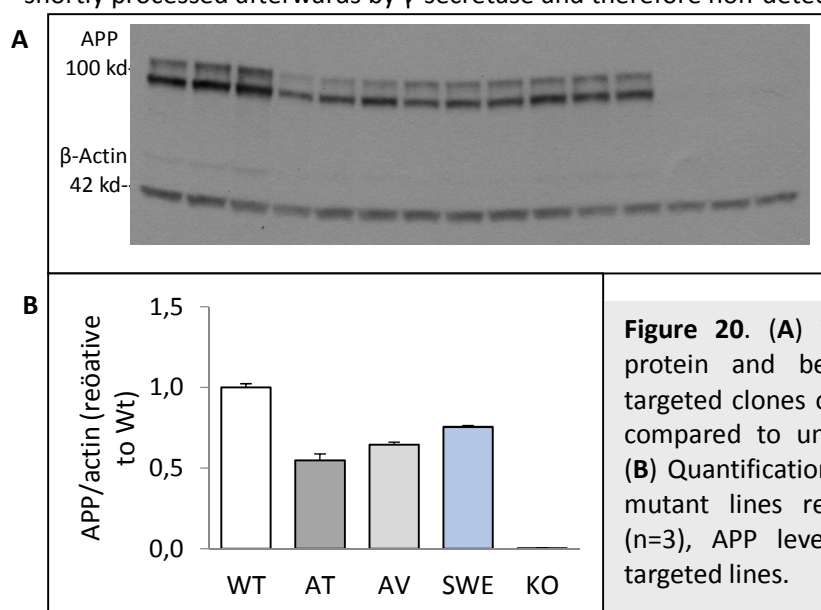 shortly processed afterwards by γ-secretase and therefore non-detec
A
APP
100 kd-
β-Actin
42 kd-
B
APP/actin (reöative
to Wt)
1,5
1,0
0,5
0,0
WT AT AV SWE KO
Figure 20. (A)
protein and be
targeted clones c
compared to un
(B) Quantification
mutant lines re
(n=3), APP leve
targeted lines.